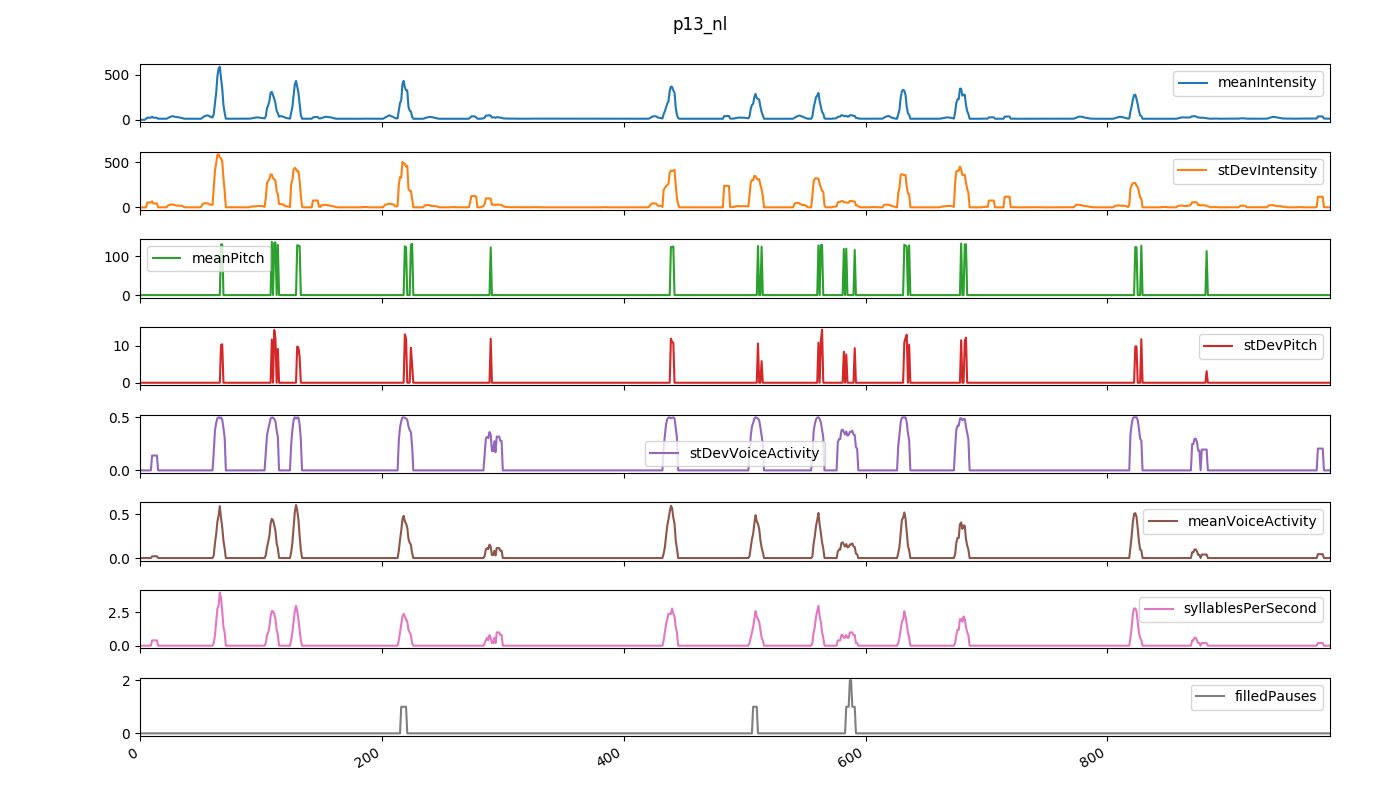 p13_nl
500
0
meanIntensity
500
0
stDevIntensity
100
0
meanPitch
10
0
stDevPitch
0.5
0.0
stDevVoiceActivity
0.5
0.0
meanVoiceActivity
2.5
0.0
syllablesPerSecond
2
0
filledPauses
0 200 400 600 800